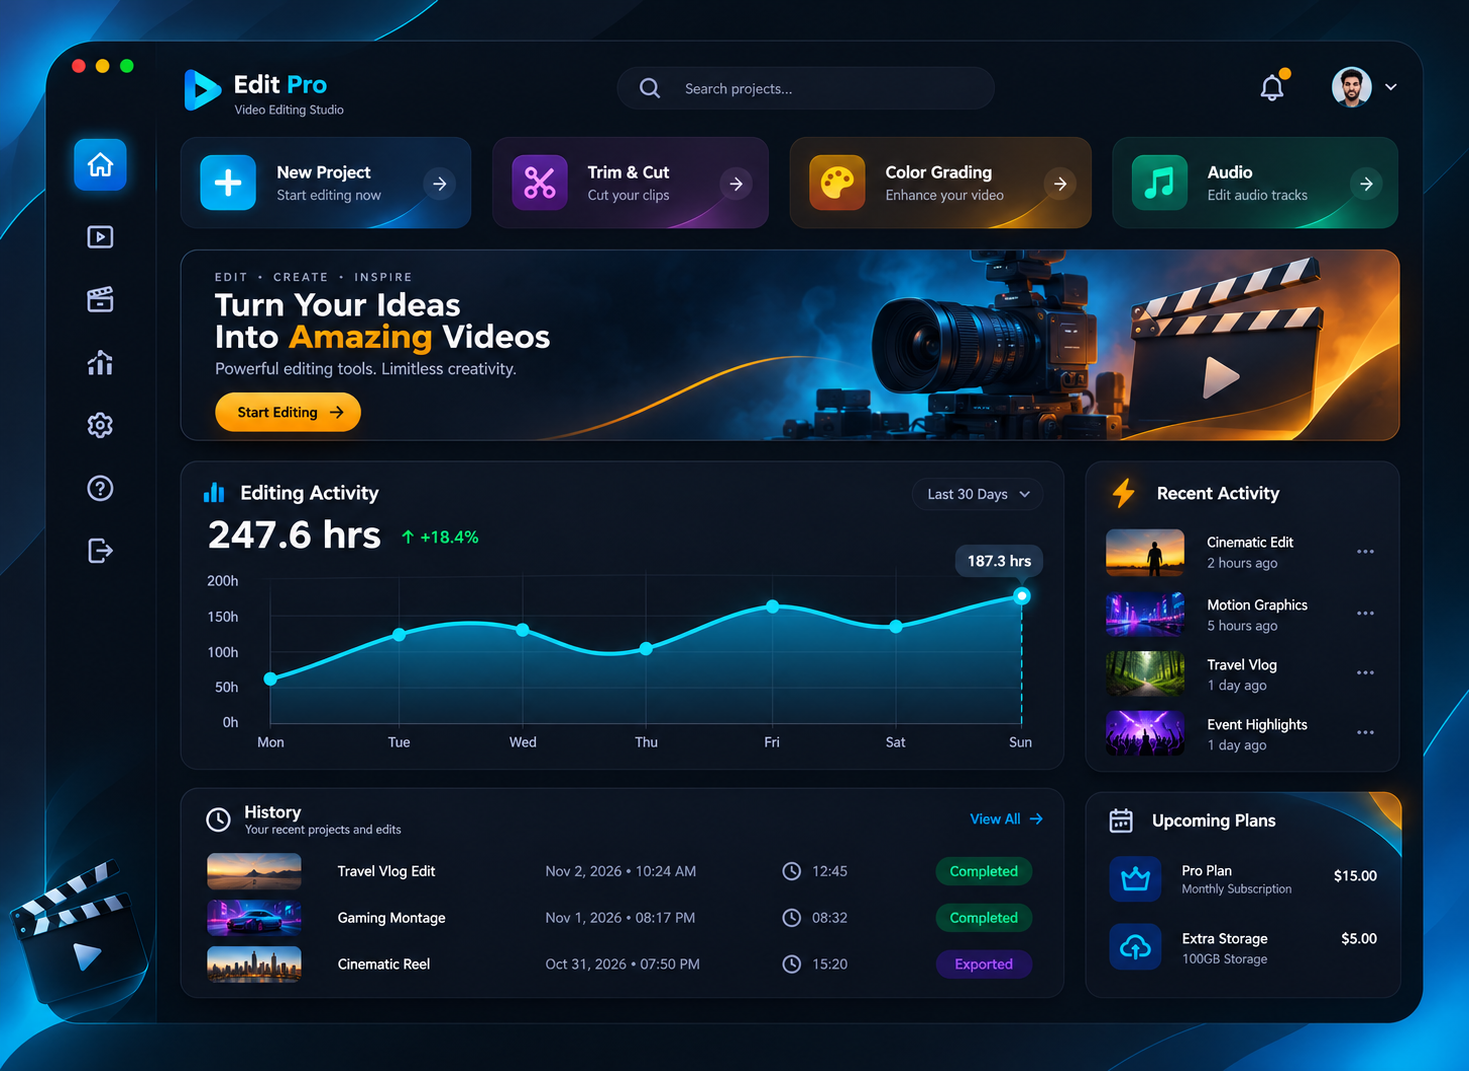 Edit Pro
Video Editing Studio
Search projects...
New Project
Start editing now
Trim & Cut
Cut your clips
Color Grading
Enhance your video
Audio
Edit audio tracks
EDIT • CREATE • INSPIRE
Turn Your Ideas
Into Amazing Videos
Powerful editing tools. Limitless creativity.
Start Editing
Editing Activity
Last 30 Days
247.6 hrs
+18.4%
187.3 hrs
200h
150h
100h
50h
0h
Mon Tue Wed Thu Fri Sat Sun
Recent Activity
Cinematic Edit
2 hours ago
Motion Graphics
5 hours ago
Travel Vlog
1 day ago
Event Highlights
1 day ago
History
Your recent projects and edits
View All
Travel Vlog Edit Nov 2, 2026 • 10:24 AM 12:45 Completed
Gaming Montage Nov 1, 2026 • 08:17 PM 08:32 Completed
Cinematic Reel Oct 31, 2026 • 07:50 PM 15:20 Exported
Upcoming Plans
Pro Plan
Monthly Subscription
$15.00
Extra Storage
100GB Storage
$5.00